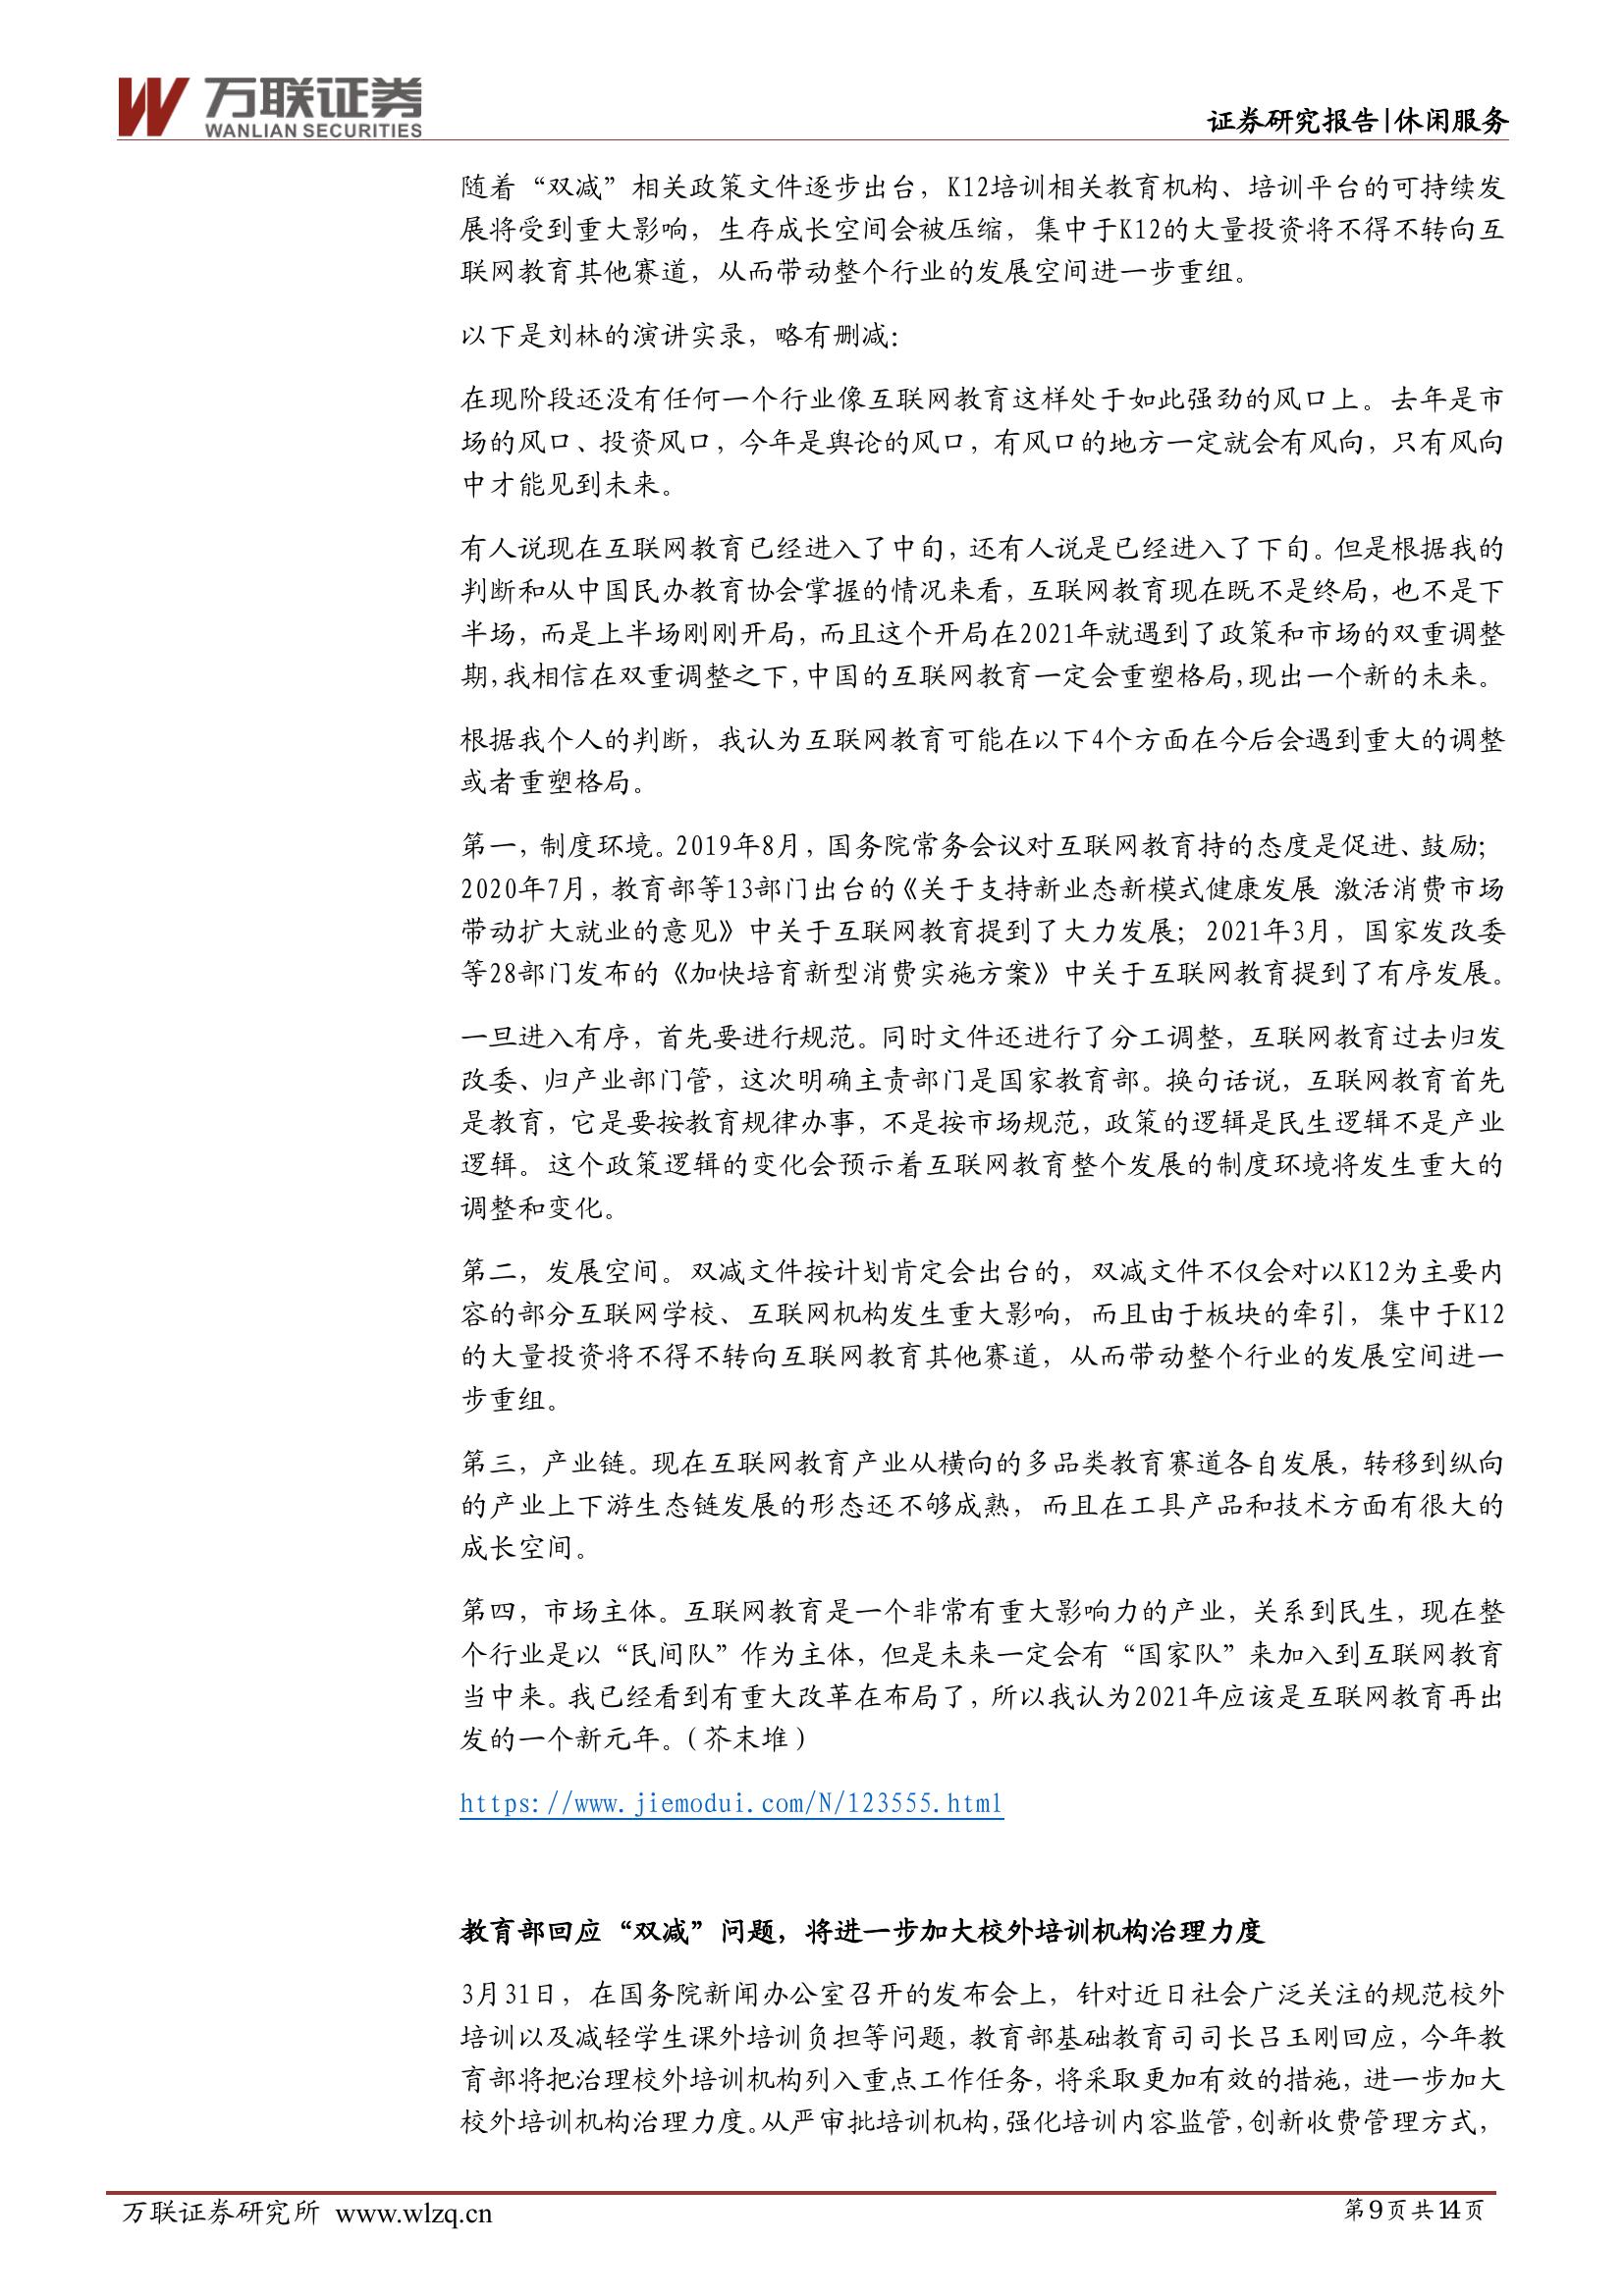 万联证券
WANLIAN SECURITIES
证券研究报告|休闲服务
随着“双减”相关政策文件逐步出台，K12培训相关教育机构、培训平台的可持续发
展将受到重大影响，生存成长空间会被压缩，集中于K12的大量投资将不得不转向互
联网教育其他赛道，从而带动整个行业的发展空间进一步重组。
以下是刘林的演讲实录，略有删减：
在现阶段还没有任何一个行业像互联网教育这样处于如此强劲的风口上。去年是市
场的风口、投资风口，今年是舆论的风口，有风口的地方一定就会有风向，只有风向
中才能见到未来。
有人说现在互联网教育已经进入了中旬，还有人说是已经进入了下旬。但是根据我的
判断和从中国民办教育协会掌握的情况来看，互联网教育现在既不是终局，也不是下
半场，而是上半场刚刚开局，而且这个开局在2021年就遇到了政策和市场的双重调整
期，我相信在双重调整之下，中国的互联网教育一定会重塑格局，现出一个新的未来。
根据我个人的判断，我认为互联网教育可能在以下4个方面在今后会遇到重大的调整
或者重塑格局。
第一，制度环境。2019年8月，国务院常务会议对互联网教育持的态度是促进、鼓励；
2020年7月，教育部等13部门出台的《关于支持新业态新模式健康发展 激活消费市场
带动扩大就业的意见》中关于互联网教育提到了大力发展；2021年3月，国家发改委
等28部门发布的《加快培育新型消费实施方案》中关于互联网教育提到了有序发展。
一旦进入有序，首先要进行规范。同时文件还进行了分工调整，互联网教育过去归发
改委、归产业部门管，这次明确主责部门是国家教育部。换句话说，互联网教育首先
是教育，它是要按教育规律办事，不是按市场规范，政策的逻辑是民生逻辑不是产业
逻辑。这个政策逻辑的变化会预示着互联网教育整个发展的制度环境将发生重大的
调整和变化。
第二，发展空间。双减文件按计划肯定会出台的，双减文件不仅会对以K12为主要内
容的部分互联网学校、互联网机构发生重大影响，而且由于板块的牵引，集中于K12
的大量投资将不得不转向互联网教育其他赛道，从而带动整个行业的发展空间进一
步重组。
第三，产业链。现在互联网教育产业从横向的多品类教育赛道各自发展，转移到纵向
的产业上下游生态链发展的形态还不够成熟，而且在工具产品和技术方面有很大的
成长空间。
第四，市场主体。互联网教育是一个非常有重大影响力的产业，关系到民生，现在整
个行业是以“民间队”作为主体，但是未来一定会有“国家队”来加入到互联网教育
当中来。我已经看到有重大改革在布局了，所以我认为2021年应该是互联网教育再出
发的一个新元年。（芥末堆）
https://www.jiemodui.com/N/123555.html
教育部回应“双减”问题，将进一步加大校外培训机构治理力度
3月31日，在国务院新闻办公室召开的发布会上，针对近日社会广泛关注的规范校外
培训以及减轻学生课外培训负担等问题，教育部基础教育司司长吕玉刚回应，今年教
育部将把治理校外培训机构列入重点工作任务，将采取更加有效的措施，进一步加大
校外培训机构治理力度。从严审批培训机构，强化培训内容监管，创新收费管理方式，
万联证券研究所 www.wlzq.cn
第9页共14页